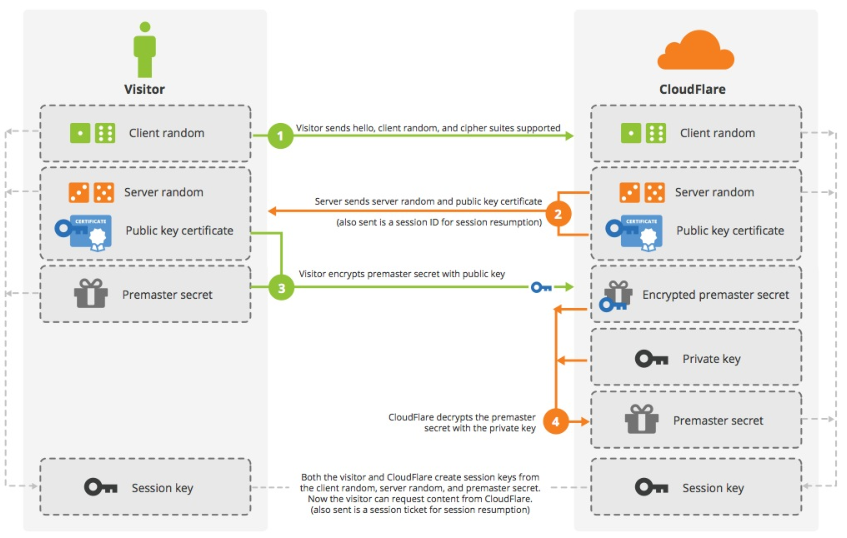 Visitor
CloudFlare
Client random
1
Visitor sends hello, client random, and cipher suites supported
Client random
Server random
Server sends server random and public key certificate
2
(also sent is a session ID for session resumption)
Server random
CERTIFICATE
Public key certificate
CERTIFICATE
Public key certificate
Visitor encrypts premaster secret with public key
3
Premaster secret
Encrypted premaster secret
Private key
CloudFlare decrypts the premaster
secret with the private key
4
Premaster secret
Session key
Both the visitor and CloudFlare create session keys from
the client random, server random, and premaster secret.
Now the visitor can request content from CloudFlare.
(also sent is a session ticket for session resumption)
Session key